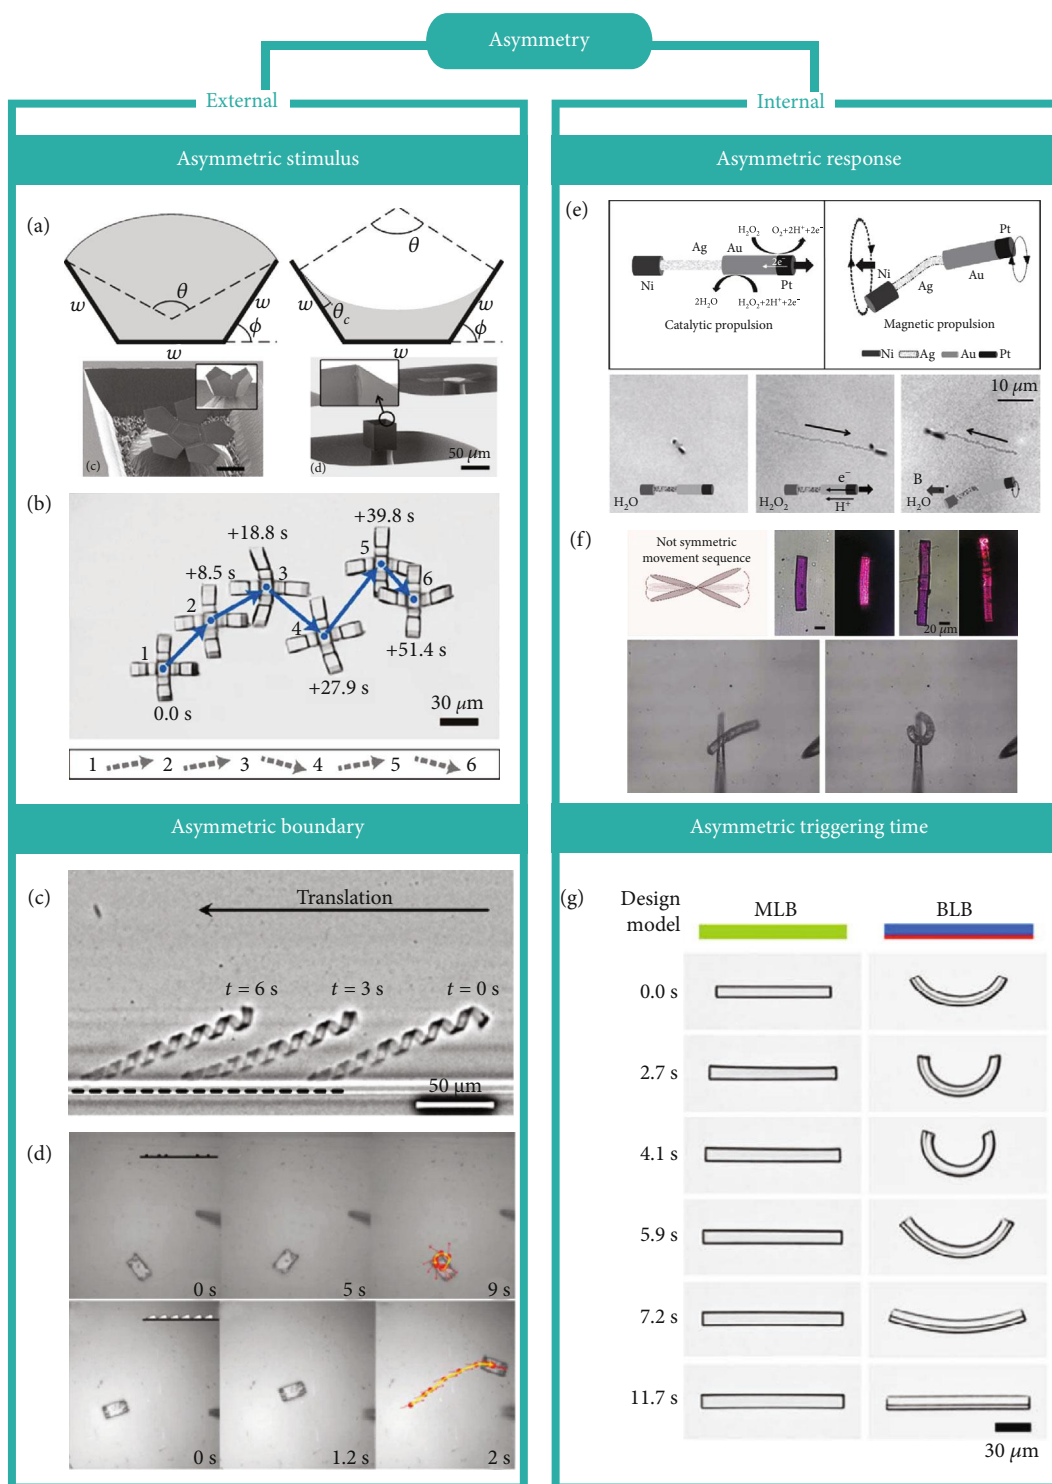 Asymmetry
External
Internal
Asymmetric stimulus
(a)
θ
w
w
ϕ
w
θ
w
θc
w
ϕ
w
(c)
(d)
50 μm
(b)
+39.8 s
+18.8 s
5
+8.5 s
3
6
2
4
1
+51.4 s
+27.9 s
0.0 s
30 μm
1 2 3 4 5 6
Asymmetric boundary
(c)
Translation
t = 6 s
t = 3 s
t = 0 s
50 μm
(d)
0 s
5 s
9 s
0 s
1.2 s
2 s
Asymmetric response
(e)
H₂O₂
O₂+2H⁺+2e⁻
Ag
Au
2e⁻
Ni
Pt
2H₂O
H₂O₂+2H⁺+2e⁻
Catalytic propulsion
Pt
Ni
Au
Ag
Magnetic propulsion
Ni Ag Au Pt
10 μm
H₂O
e⁻
H₂O₂
H⁺
B
H₂O
(f)
Not symmetric
movement sequence
20 μm
Asymmetric triggering time
(g)
Design
model
MLB
BLB
0.0 s
2.7 s
4.1 s
5.9 s
7.2 s
11.7 s
30 μm